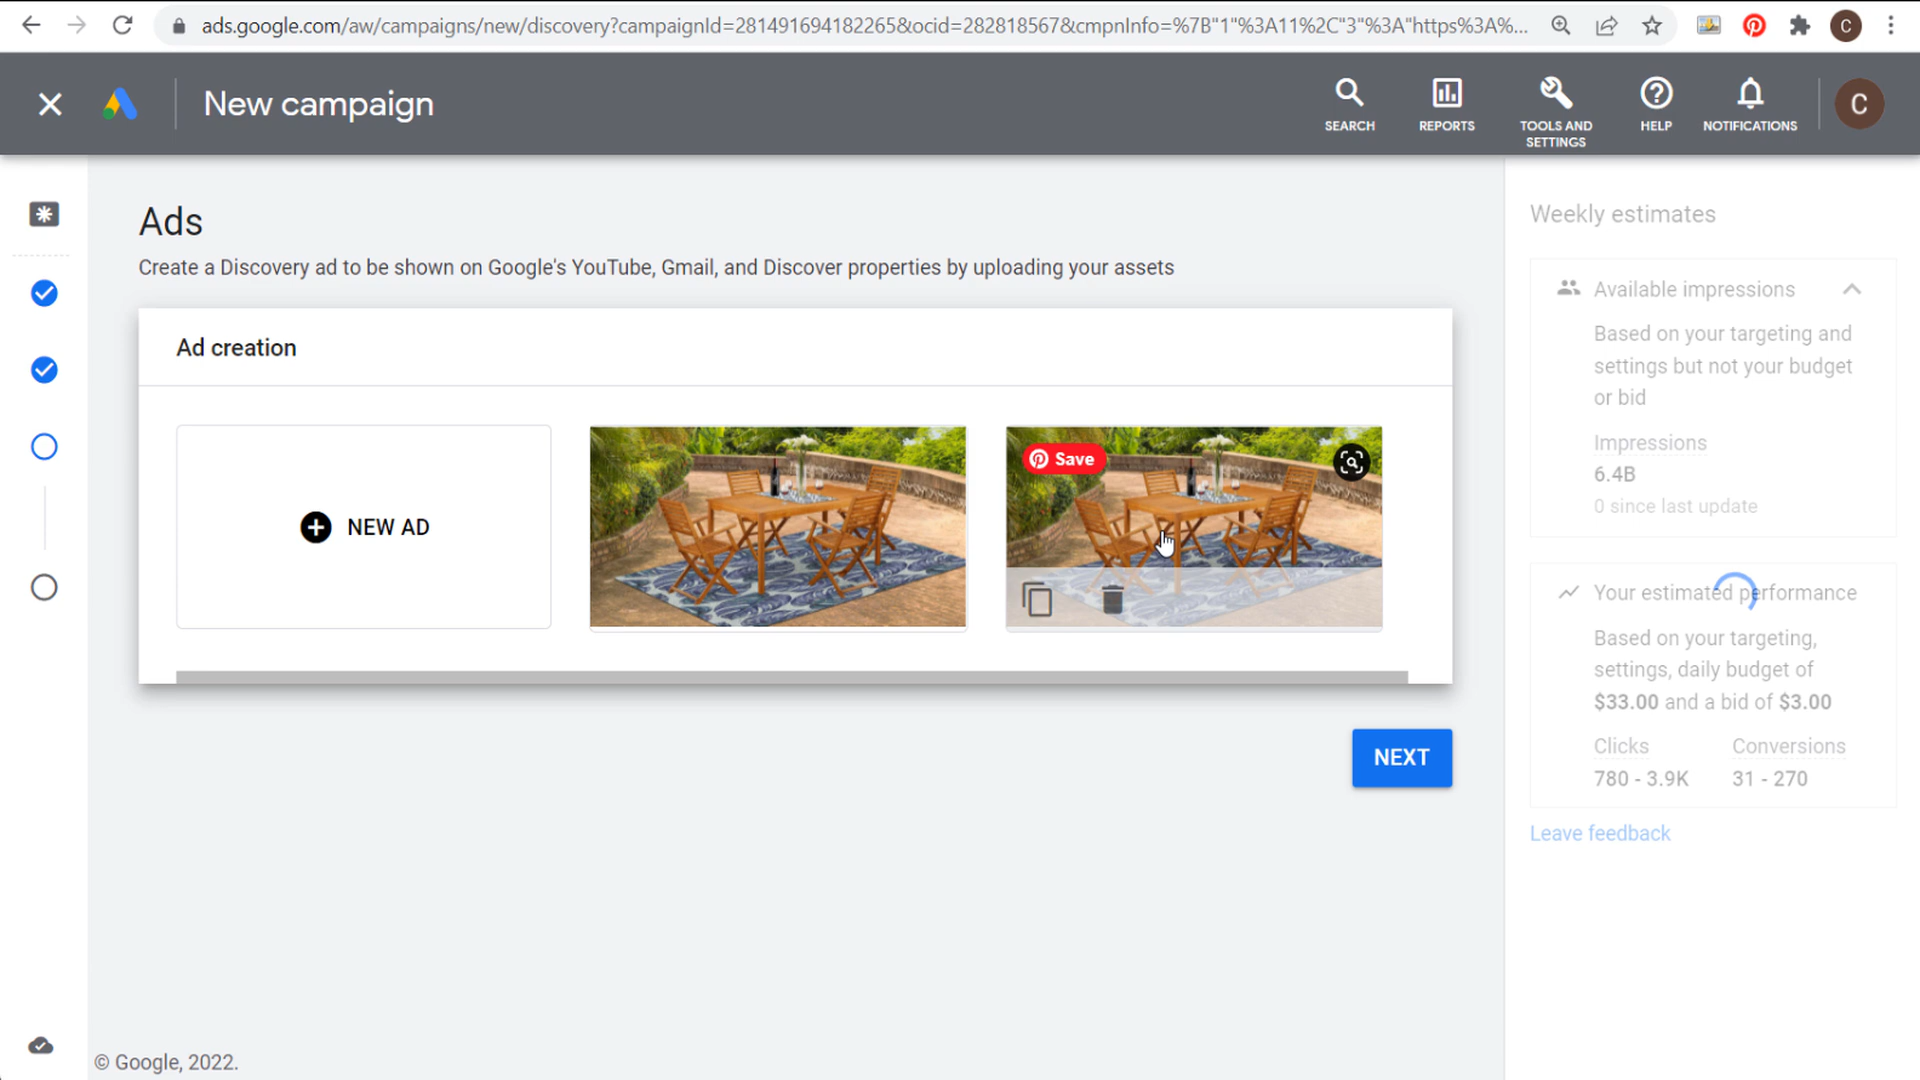 ads.google.com/aw/campaigns/new/discovery?campaignId=281491694182265&ocid=282818567&cmpnInfo=%7B"1"%3A11%2C"3"%3A"https%3A%...
C
New campaign
SEARCH
REPORTS
TOOLS AND
SETTINGS
HELP
NOTIFICATIONS
C
Ads
Create a Discovery ad to be shown on Google's YouTube, Gmail, and Discover properties by uploading your assets
Ad creation
NEW AD
Save
NEXT
Weekly estimates
Available impressions
Based on your targeting and
settings but not your budget
or bid
Impressions
6.4B
0 since last update
Your estimated performance
Based on your targeting,
settings, daily budget of
$33.00 and a bid of $3.00
Clicks
Conversions
780 - 3.9K
31 - 270
Leave feedback
© Google, 2022.